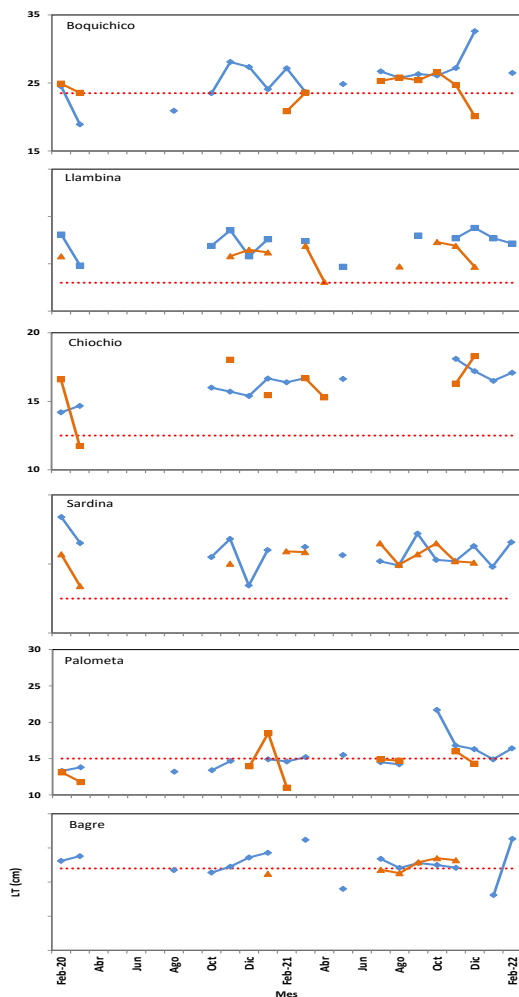 Boquichico
35
25
15
Llambina
Chiochio
20
15
10
Sardina
Palometa
30
25
20
15
10
Bagre
LT (cm)
Feb-20 Abr Jun Ago Oct Dic Feb-21 Abr Jun Ago Oct Dic Feb-22
Mes